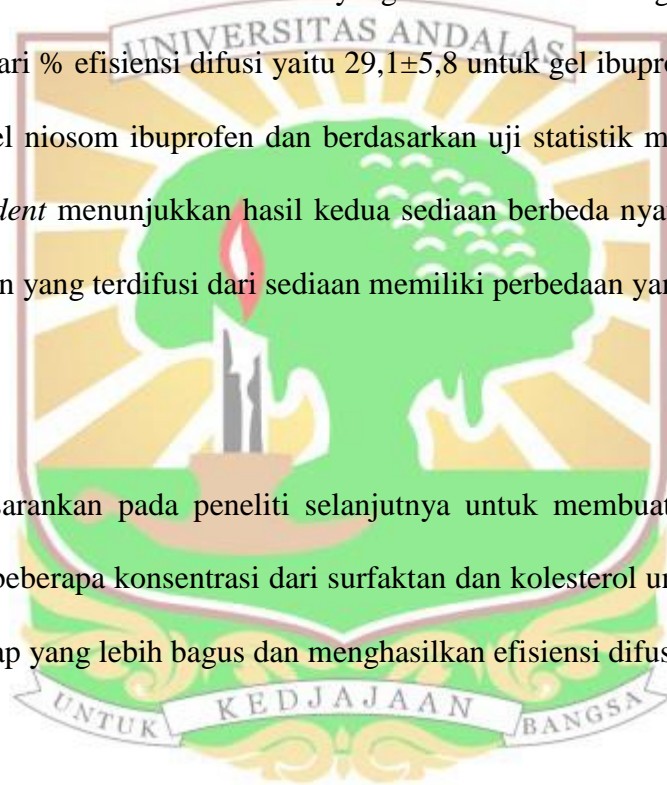 UNIVERSITAS ANDALAS
ari % efisiensi difusi yaitu 29,1±5,8 untuk gel ibupro
el niosom ibuprofen dan berdasarkan uji statistik m
dent menunjukkan hasil kedua sediaan berbeda nya
n yang terdifusi dari sediaan memiliki perbedaan yan
sarankan pada peneliti selanjutnya untuk membuat
beberapa konsentrasi dari surfaktan dan kolesterol un
ap yang lebih bagus dan menghasilkan efisiensi difus
UNTUK KEDJAJAAN BANGSA